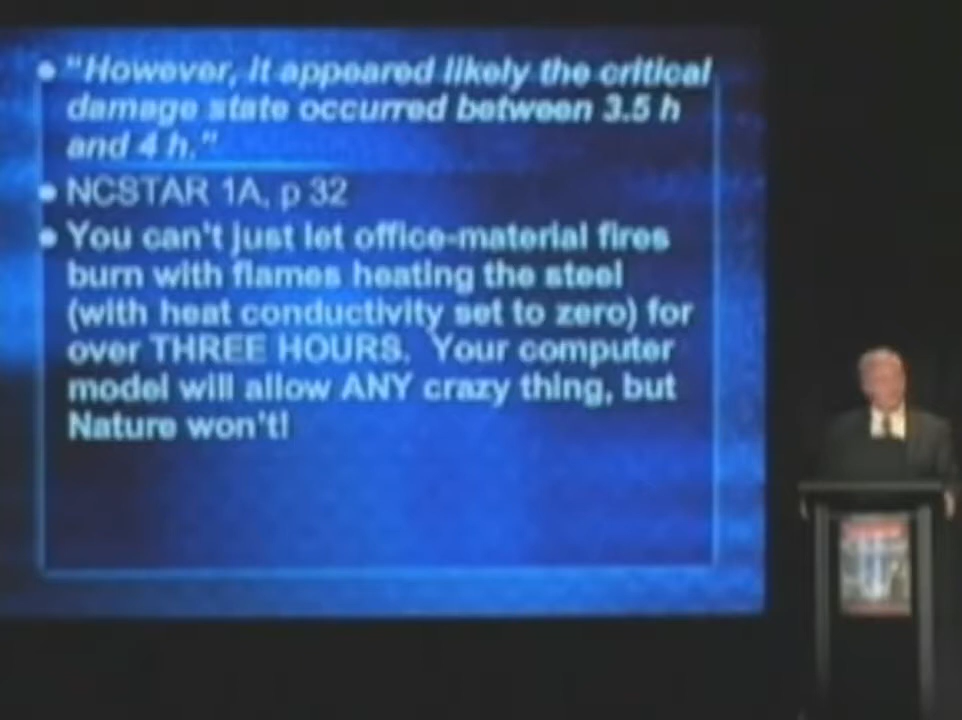 • "However, it appeared likely the critical
damage state occurred between 3.5 h
and 4 h."
• NCSTAR 1A, p 32
• You can't just let office-material fires
burn with flames heating the steel
(with heat conductivity set to zero) for
over THREE HOURS. Your computer
model will allow ANY crazy thing, but
Nature won't!